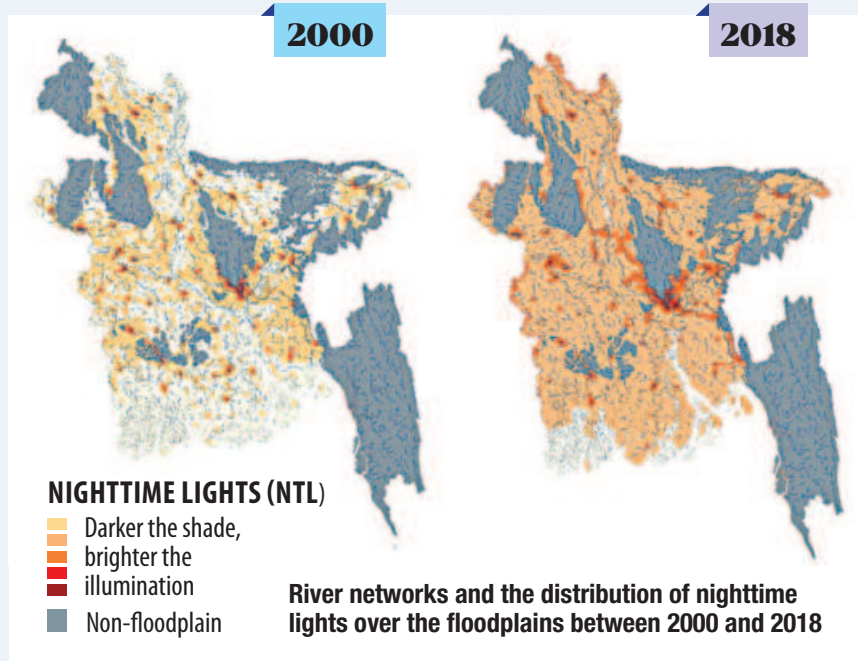 2000
2018
NIGHTTIME LIGHTS (NTL)
Darker the shade,
brighter the
illumination
Non-floodplain
River networks and the distribution of nighttime
lights over the floodplains between 2000 and 2018